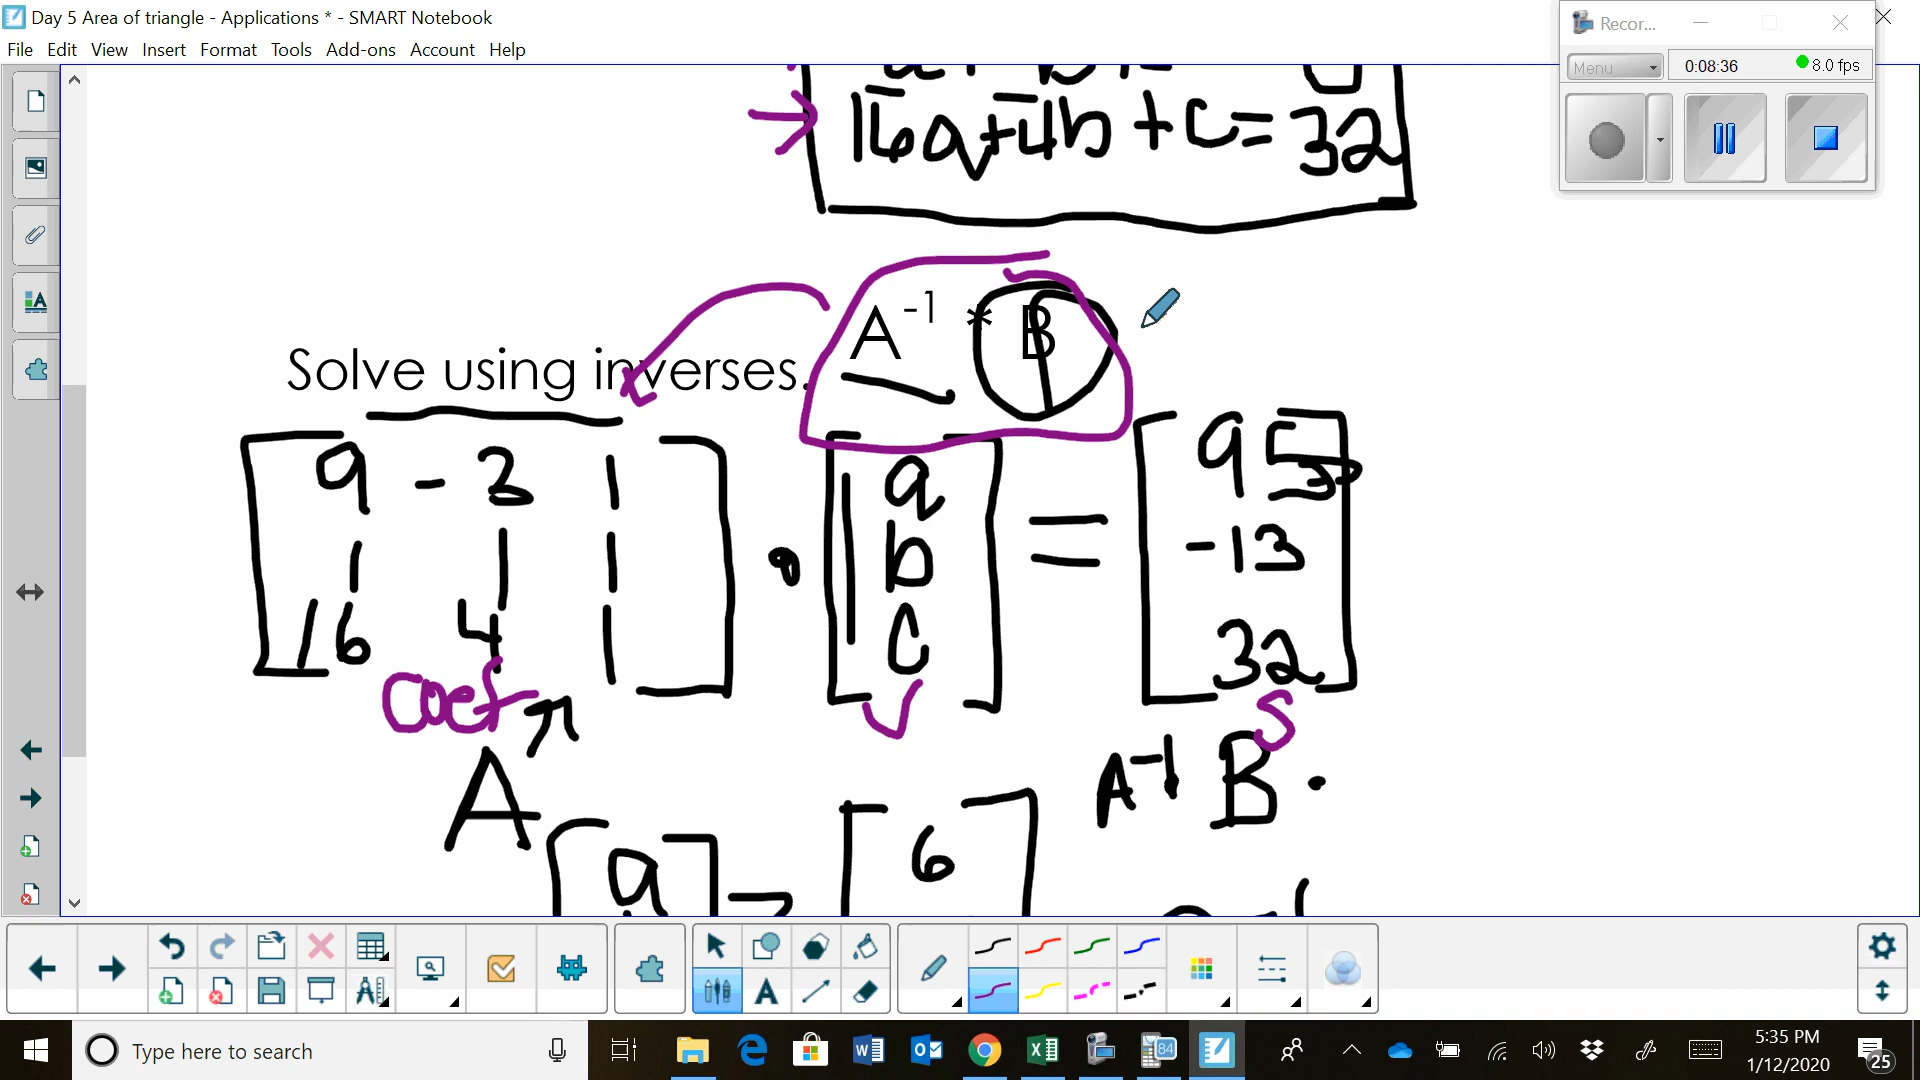 Day 5 Area of triangle - Applications * - SMART Notebook
File Edit View Insert Format Tools Add-ons Account Help
Recor...
Menu 0:08:36 8.0 fps
16a+4b+c=32
A⁻¹ * B
Solve using inverses.
9 -3 1 a 95
1 1 1 • b = -13
16 4 1 c 32
coef v s
A A⁻¹ B
a = 6
Type here to search
84
5:35 PM
1/12/2020
25